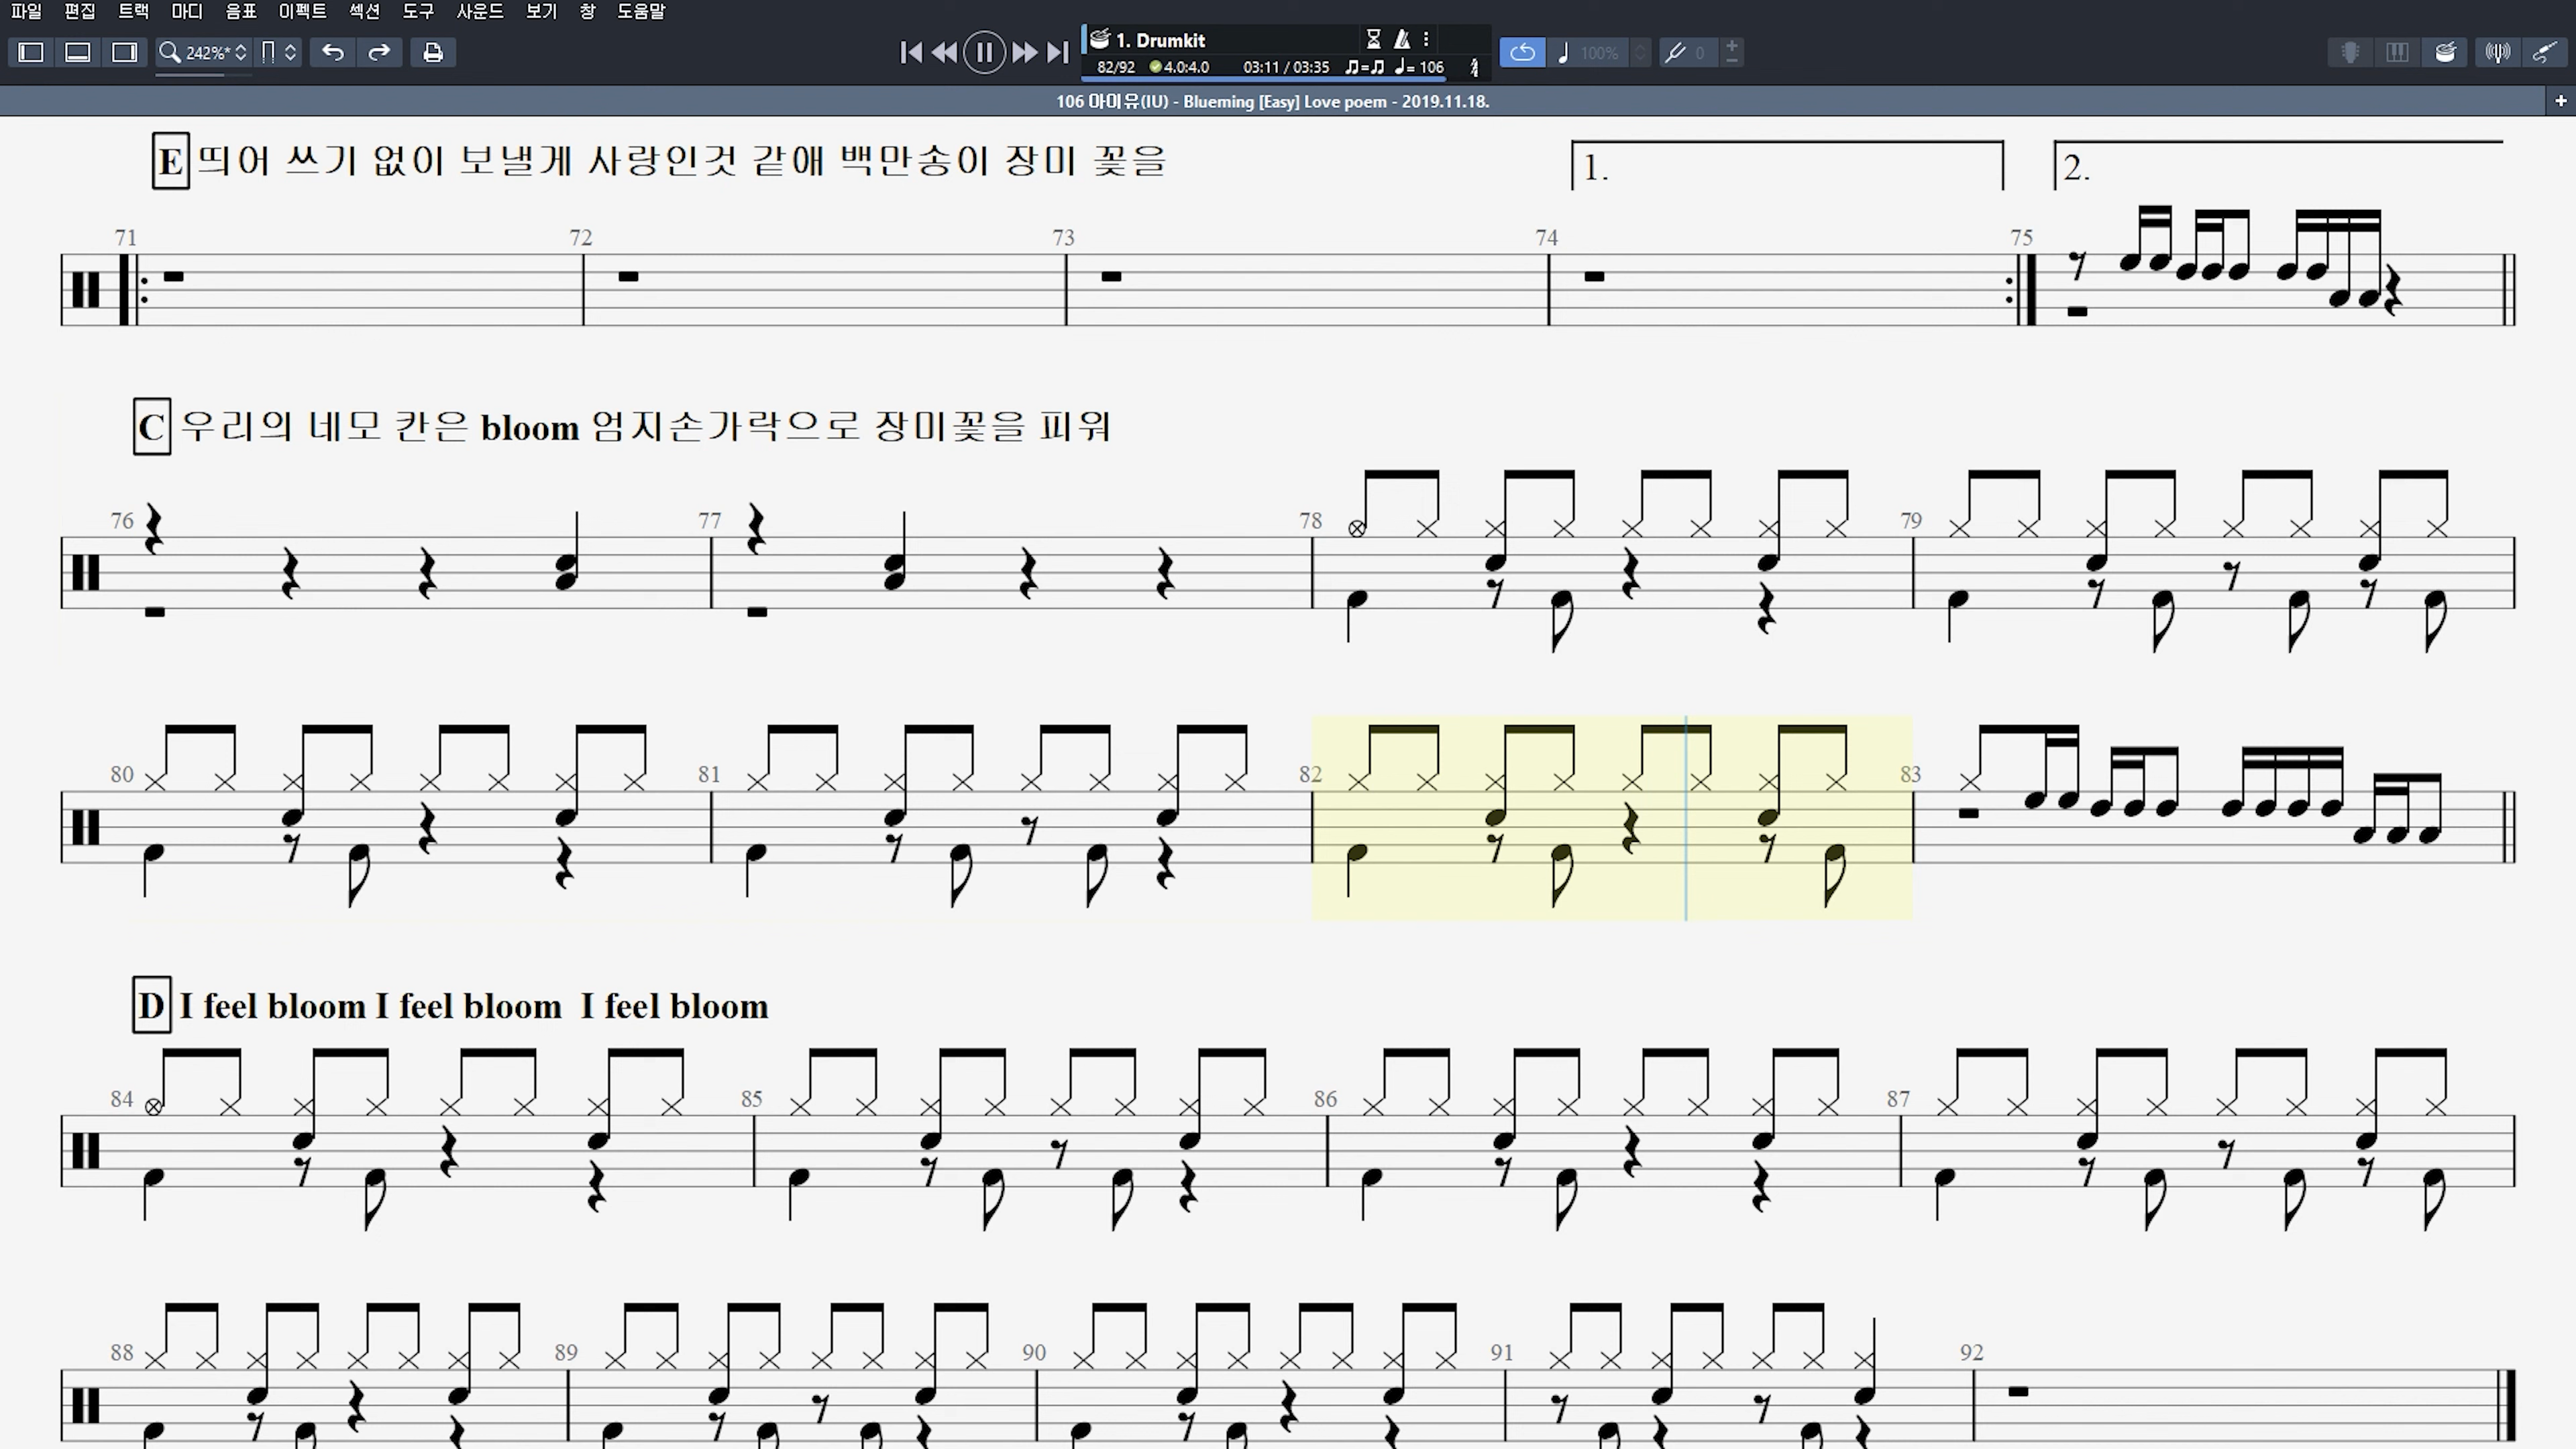 파일 편집 트랙 마디 음표 이펙트 섹션 도구 사운드 보기 창 도움말
242%* 1. Drumkit 100% 0
82/92 4.0:4.0 03:11 / 03:35 = 106
106 아이유(IU) - Blueming [Easy] Love poem - 2019.11.18.
E 띄어 쓰기 없이 보낼게 사랑인것 같애 백만송이 장미 꽃을 1. 2.
71 72 73 74 75
C 우리의 네모 칸은 bloom 엄지손가락으로 장미꽃을 피워
76 77 78 79
80 81 82 83
D I feel bloom I feel bloom I feel bloom
84 85 86 87
88 89 90 91 92